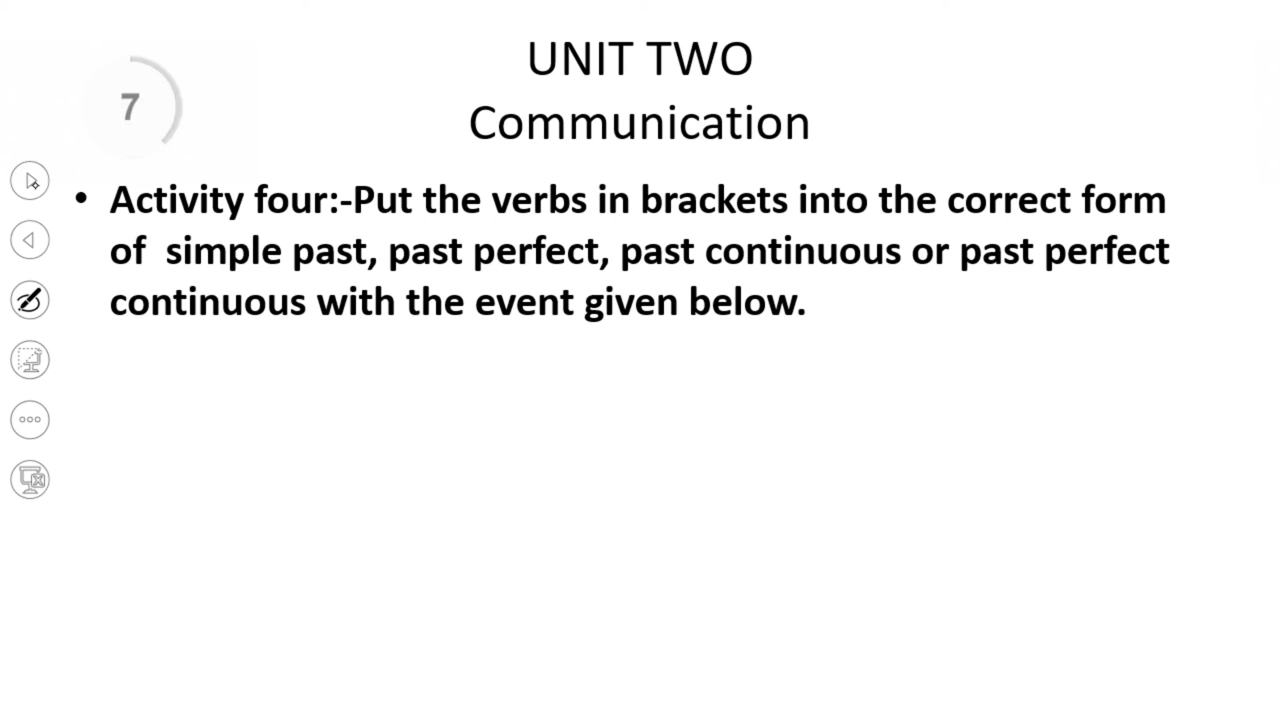 UNIT TWO
7
Communication
• Activity four:-Put the verbs in brackets into the correct form
of  simple past, past perfect, past continuous or past perfect
continuous with the event given below.